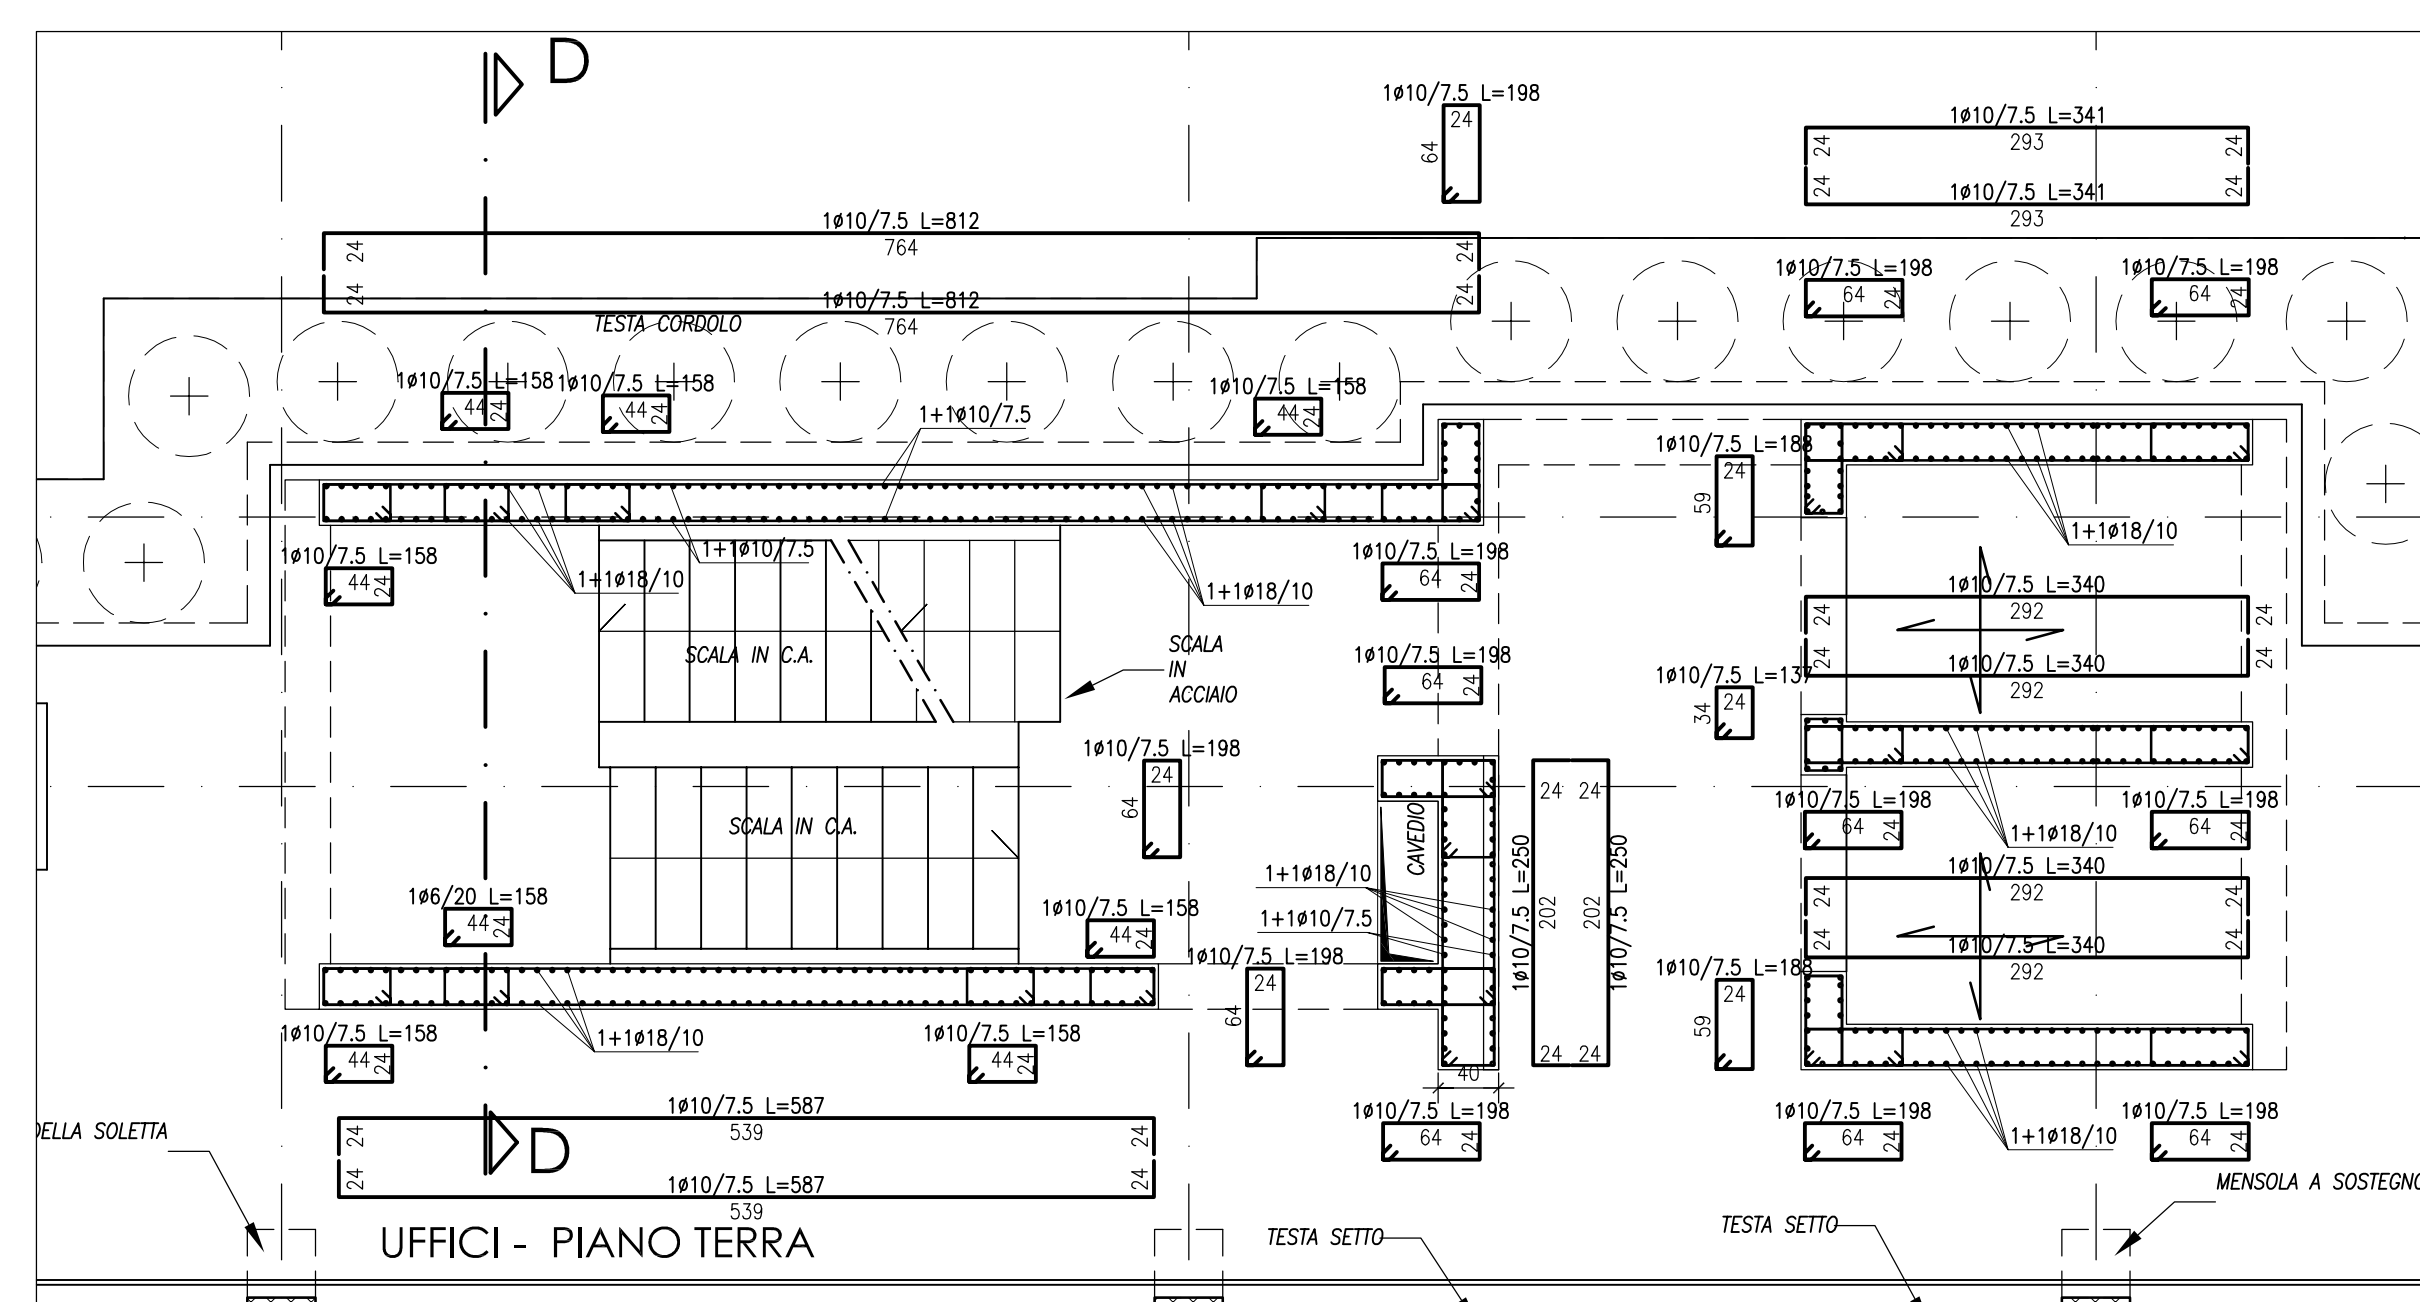 D
1ø10/7.5 L=198
24
64
1ø10/7.5 L=341
24
293
24
24
1ø10/7.5 L=341
24
293
1ø10/7.5 L=812
24
764
24
24
1ø10/7.5 L=812
24
764
TESTA CORDOLO
1ø10/7.5 L=198
64
24
1ø10/7.5 L=198
64
24
1ø10/7.5 L=158
44
24
1ø10/7.5 L=158
44
24
1ø10/7.5 L=158
44
24
1+1ø10/7.5
1ø10/7.5 L=188
24
59
1+1ø18/10
1ø10/7.5 L=158
44
24
1+1ø18/10
1+1ø10/7.5
1+1ø18/10
1ø10/7.5 L=198
64
24
1ø10/7.5 L=340
24
292
24
24
1ø10/7.5 L=340
24
292
SCALA IN C.A.
SCALA
IN
ACCIAIO
1ø10/7.5 L=198
64
24
1ø10/7.5 L=137
24
34
1ø10/7.5 L=198
24
64
SCALA IN C.A.
CAVEDIO
24
24
1ø10/7.5 L=250
202
202
1ø10/7.5 L=250
24
24
1ø10/7.5 L=198
64
24
1ø10/7.5 L=198
64
24
1+1ø18/10
1+1ø18/10
1+1ø10/7.5
1ø10/7.5 L=340
24
292
24
24
1ø10/7.5 L=340
24
292
1ø6/20 L=158
44
24
1ø10/7.5 L=158
44
24
1ø10/7.5 L=198
24
64
1ø10/7.5 L=188
24
59
1+1ø18/10
1ø10/7.5 L=158
44
24
1ø10/7.5 L=158
44
24
40
1ø10/7.5 L=198
64
24
1ø10/7.5 L=198
64
24
1ø10/7.5 L=198
64
24
1+1ø18/10
1ø10/7.5 L=587
24
539
24
24
1ø10/7.5 L=587
24
539
D
DELLA SOLETTA
MENSOLA A SOSTEGNO
UFFICI - PIANO TERRA
TESTA SETTO
TESTA SETTO